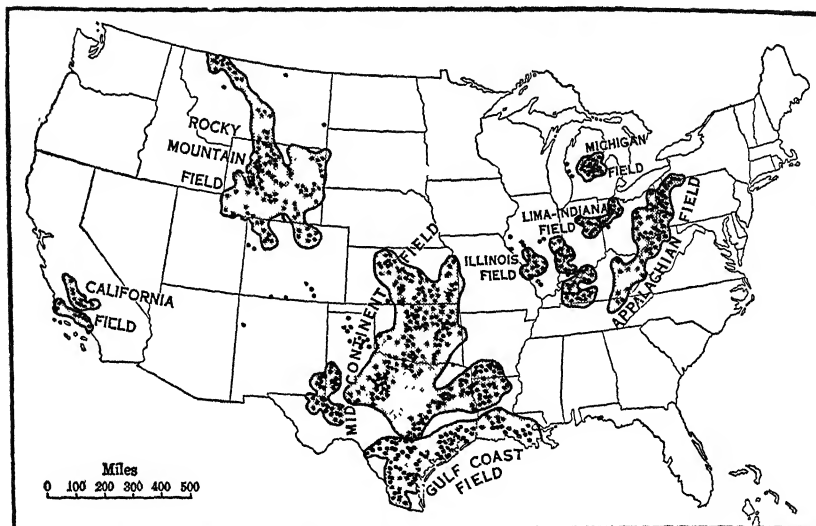 ROCKY
MOUNTAIN
FIELD
MICHIGAN
FIELD
LIMA-INDIANA
FIELD
ILLINOIS
FIELD
APPALACHIAN FIELD
CALIFORNIA
FIELD
MID CONTINENT FIELD
GULF COAST
FIELD
Miles
0 100 200 300 500